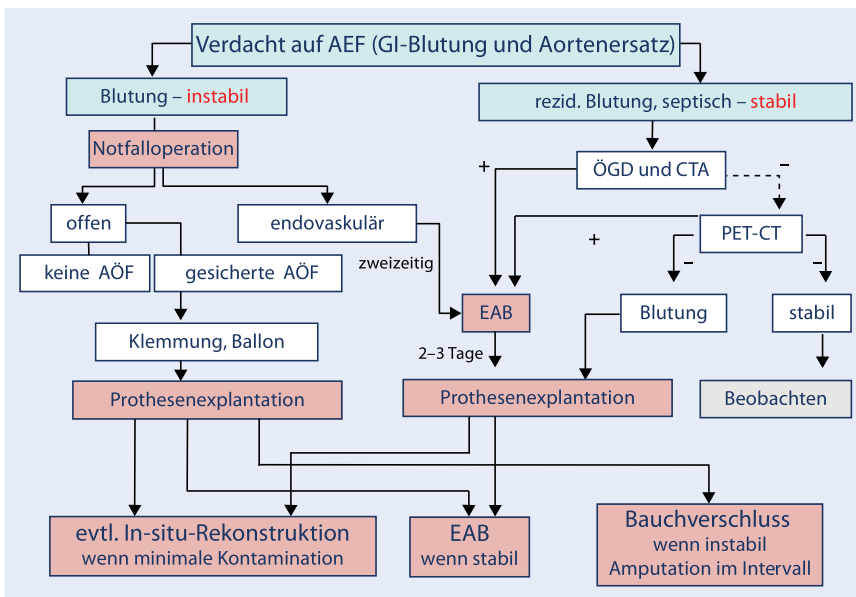 Verdacht auf AEF (GI-Blutung und Aortenersatz)
Blutung – instabil
rezid. Blutung, septisch – stabil
Notfalloperation
ÖGD und CTA
+
–
offen
endovaskulär
PET-CT
keine AÖF
gesicherte AÖF
zweizeitig
+
–
–
EAB
Blutung
stabil
Klemmung, Ballon
2–3 Tage
Prothesenexplantation
Prothesenexplantation
Beobachten
evtl. In-situ-Rekonstruktion
wenn minimale Kontamination
EAB
wenn stabil
Bauchverschluss
wenn instabil
Amputation im Intervall